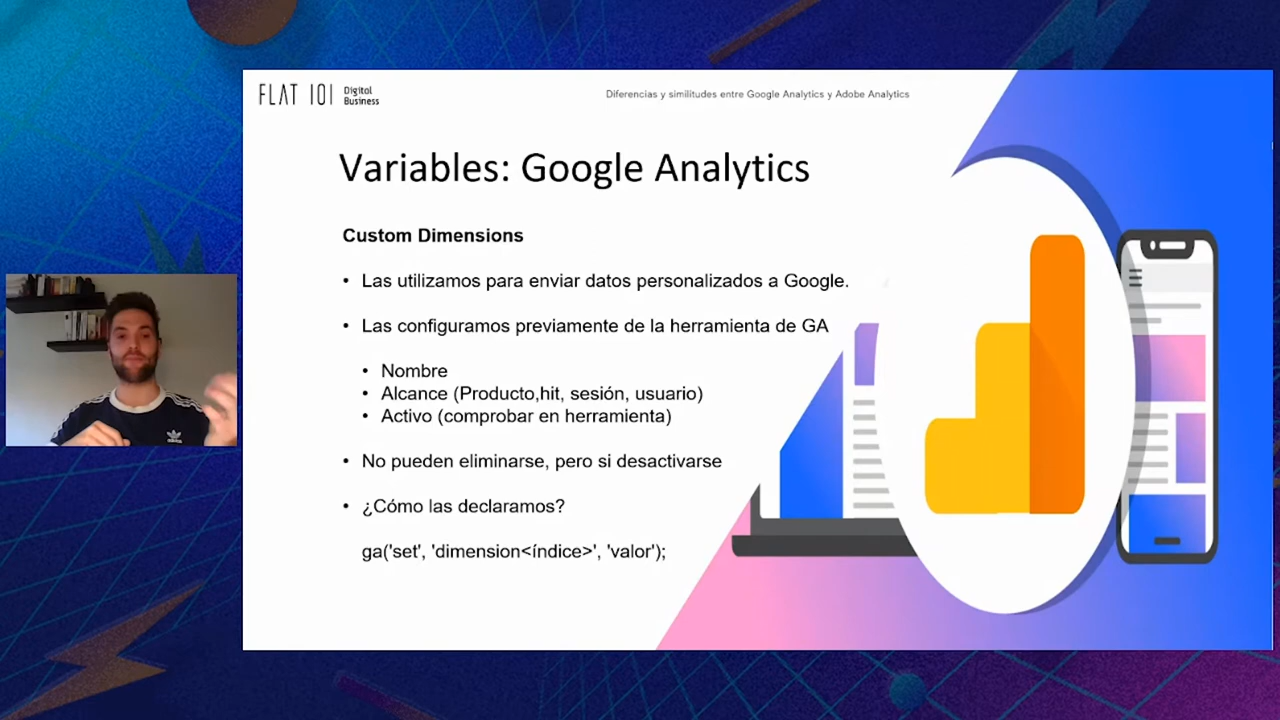 FLAT 101 Digital
Business
Diferencias y similitudes entre Google Analytics y Adobe Analytics
Variables: Google Analytics
Custom Dimensions
• Las utilizamos para enviar datos personalizados a Google.
• Las configuramos previamente de la herramienta de GA
• Nombre
• Alcance (Producto,hit, sesión, usuario)
• Activo (comprobar en herramienta)
• No pueden eliminarse, pero si desactivarse
• ¿Cómo las declaramos?
ga('set', 'dimension<índice>', 'valor');